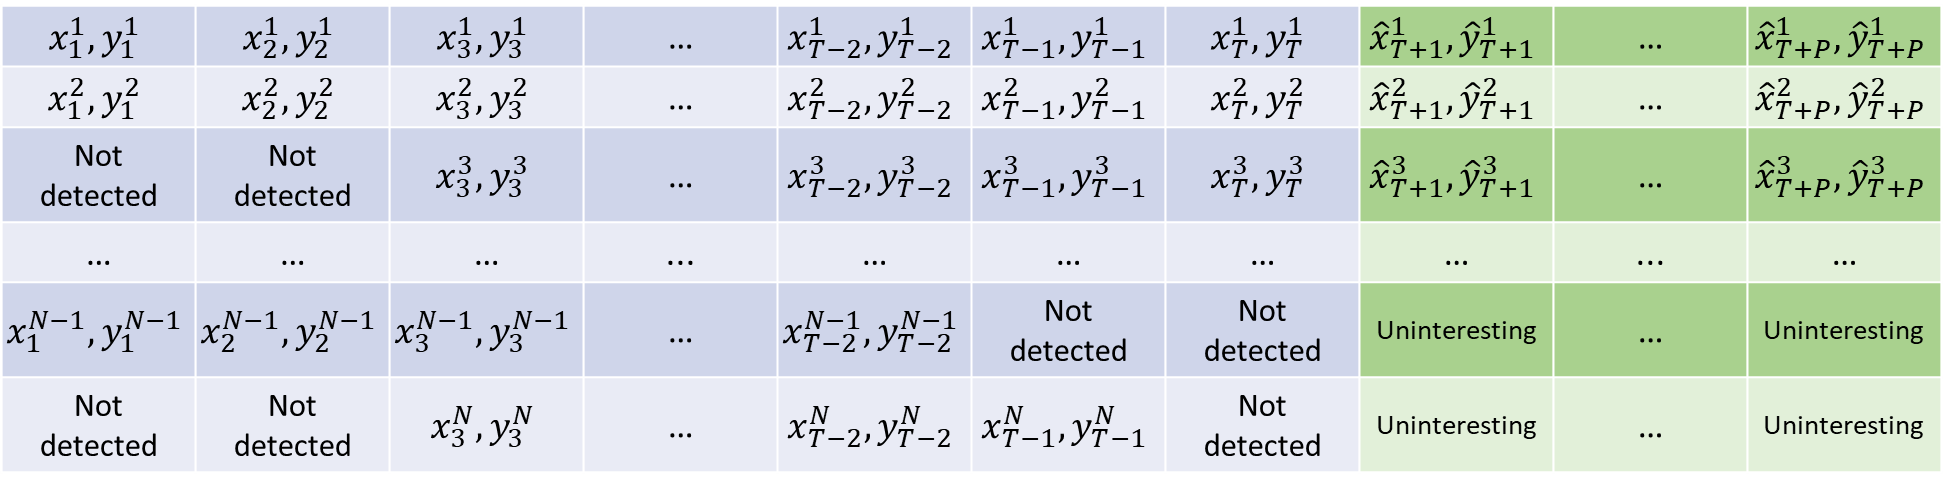 x_1^1, y_1^1 x_2^1, y_2^1 x_3^1, y_3^1 ... x_{T−2}^1, y_{T−2}^1 x_{T−1}^1, y_{T−1}^1 x_T^1, y_T^1 x̂_{T+1}^1, ŷ_{T+1}^1 ... x̂_{T+P}^1, ŷ_{T+P}^1
x_1^2, y_1^2 x_2^2, y_2^2 x_3^2, y_3^2 ... x_{T−2}^2, y_{T−2}^2 x_{T−1}^2, y_{T−1}^2 x_T^2, y_T^2 x̂_{T+1}^2, ŷ_{T+1}^2 ... x̂_{T+P}^2, ŷ_{T+P}^2
Not detected Not detected x_3^3, y_3^3 ... x_{T−2}^3, y_{T−2}^3 x_{T−1}^3, y_{T−1}^3 x_T^3, y_T^3 x̂_{T+1}^3, ŷ_{T+1}^3 ... x̂_{T+P}^3, ŷ_{T+P}^3
... ... ... ... ... ... ... ... ... ...
x_1^{N−1}, y_1^{N−1} x_2^{N−1}, y_2^{N−1} x_3^{N−1}, y_3^{N−1} ... x_{T−2}^{N−1}, y_{T−2}^{N−1} Not detected Not detected Uninteresting ... Uninteresting
Not detected Not detected x_3^N, y_3^N ... x_{T−2}^N, y_{T−2}^N x_{T−1}^N, y_{T−1}^N Not detected Uninteresting ... Uninteresting